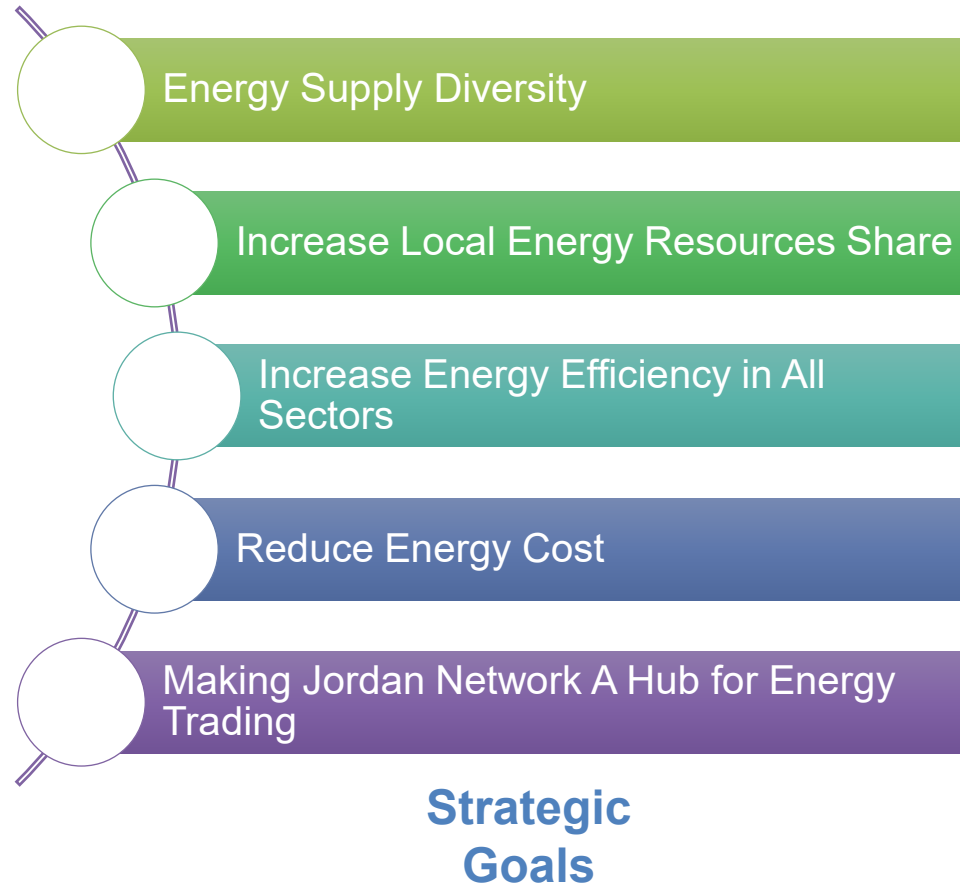 Energy Supply Diversity
Increase Local Energy Resources Share
Increase Energy Efficiency in All
Sectors
Reduce Energy Cost
Making Jordan Network A Hub for Energy
Trading
Strategic
Goals